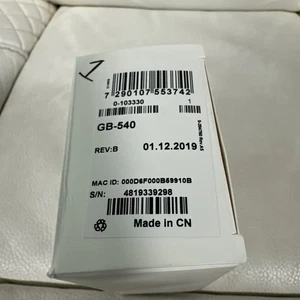 1
7 290107 553742
0-103330 1
GB-540
REV:B 01.12.2019
MAC ID: 000D6F000B59910B
S/N: 4819339298
Made in CN